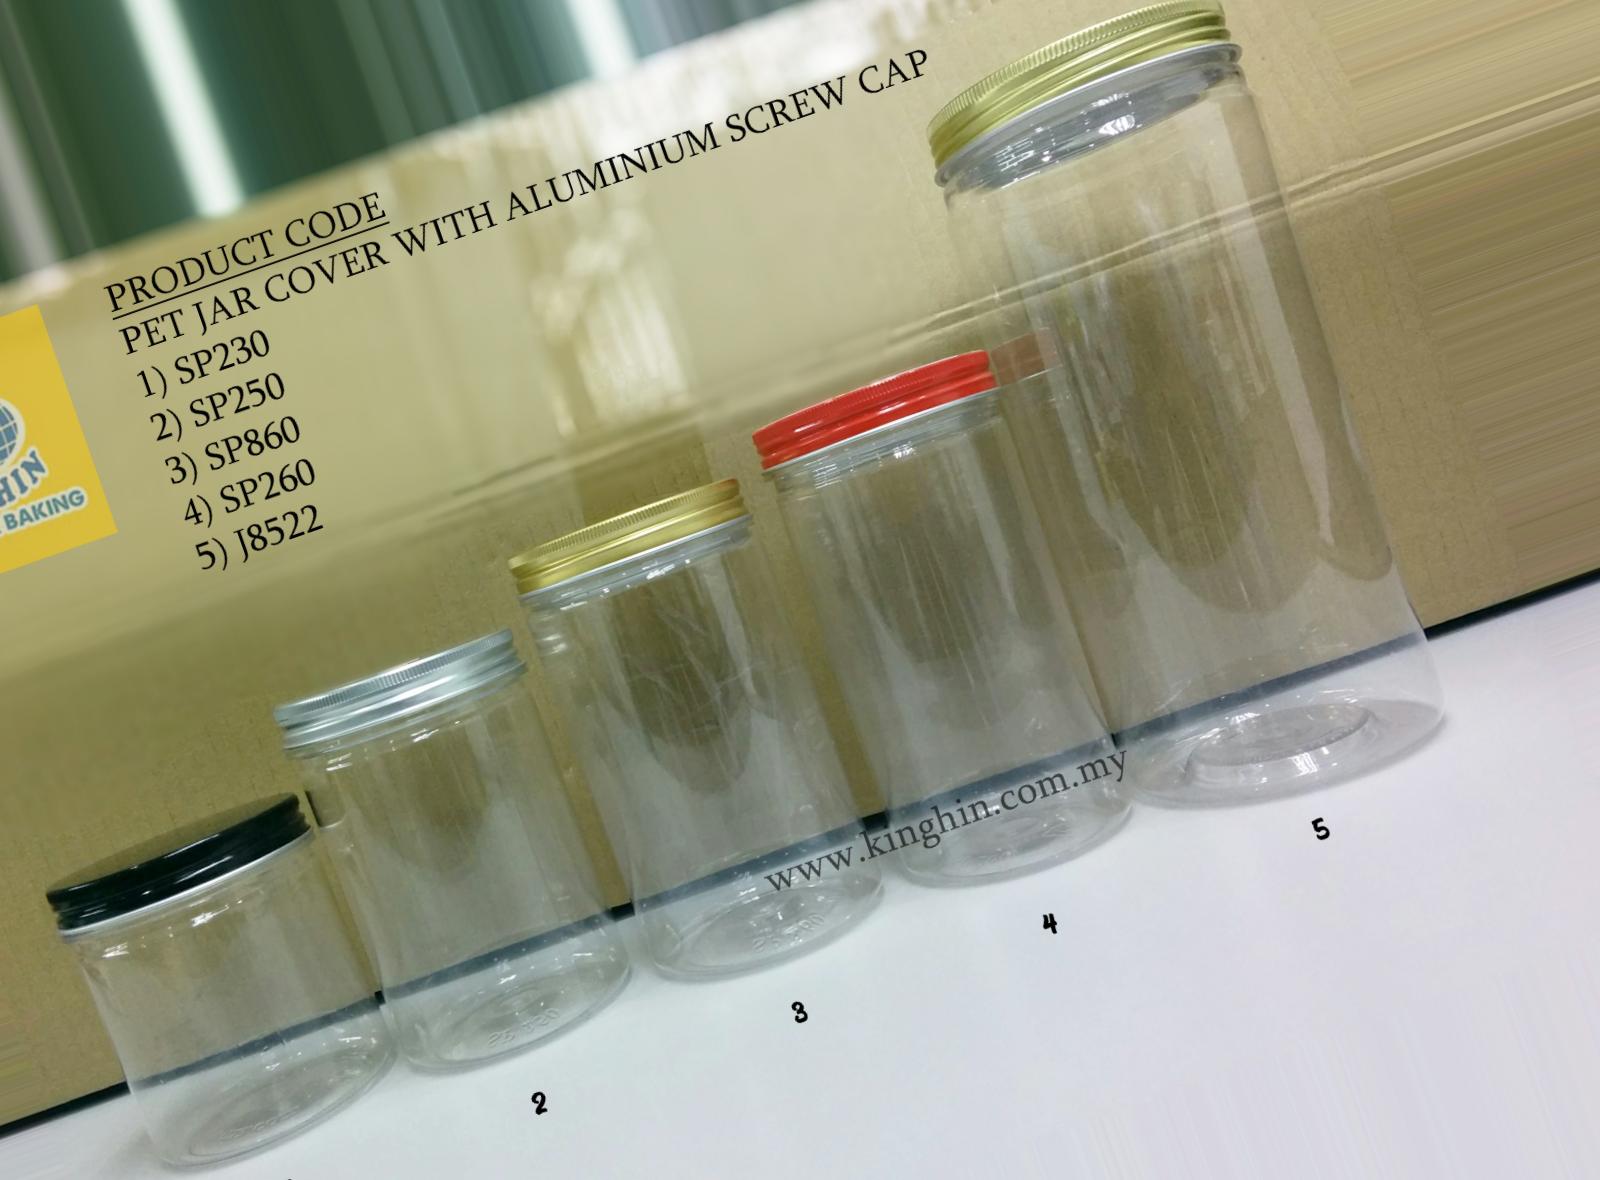 PRODUCT CODE
PET JAR COVER WITH ALUMINIUM SCREW CAP
1) SP230
2) SP250
3) SP860
4) SP260
5) J8522
HIN
BAKING
www.kinghin.com.my
2
3
4
5